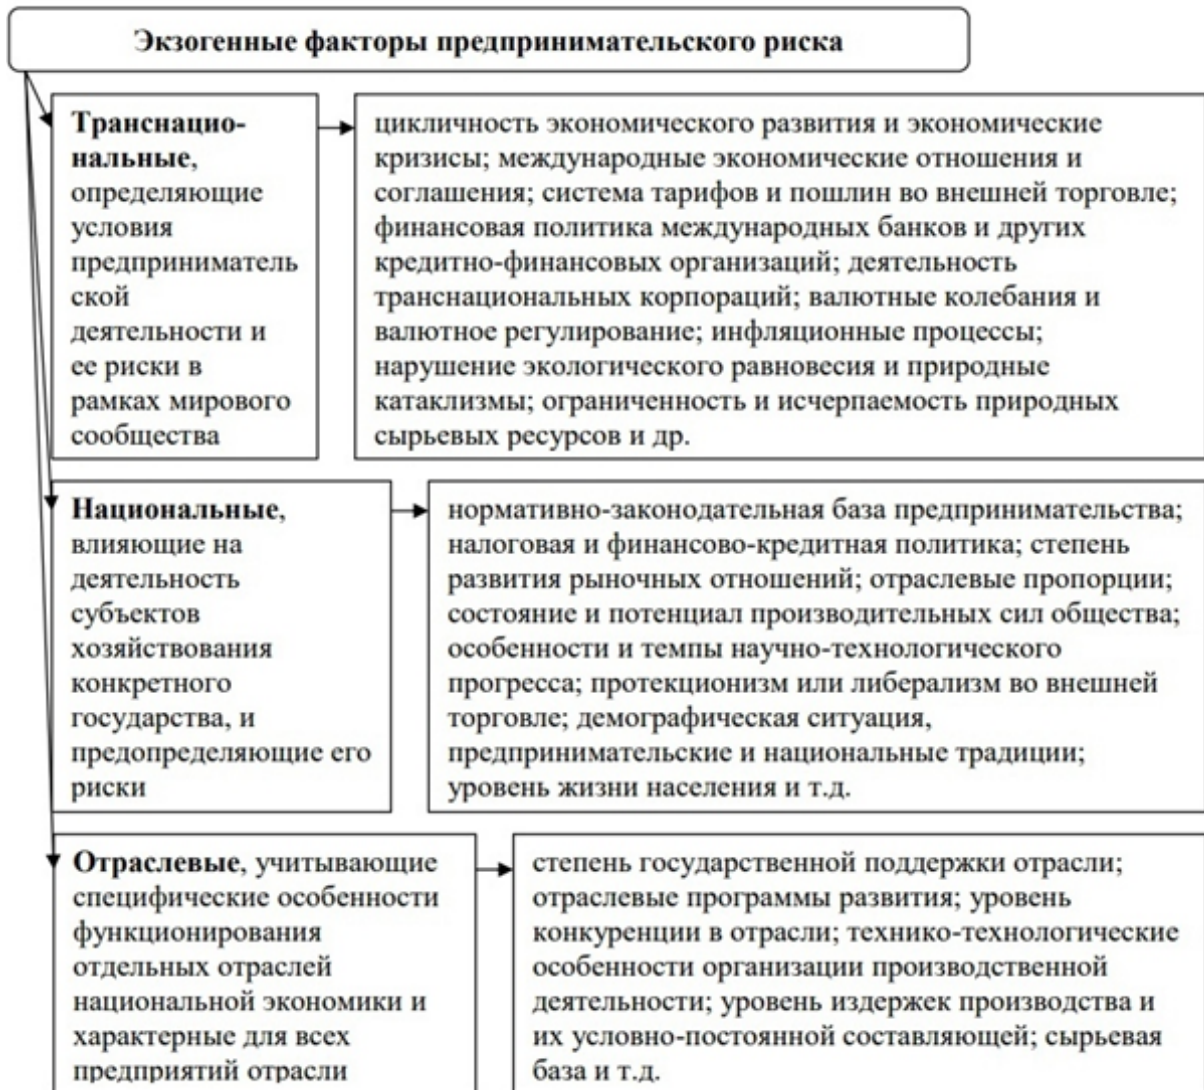 Экзогенные факторы предпринимательского риска
Транснацио-
нальные,
определяющие
условия
предприниматель
ской
деятельности и
ее риски в
рамках мирового
сообщества
цикличность экономического развития и экономические
кризисы; международные экономические отношения и
соглашения; система тарифов и пошлин во внешней торговле;
финансовая политика международных банков и других
кредитно-финансовых организаций; деятельность
транснациональных корпораций; валютные колебания и
валютное регулирование; инфляционные процессы;
нарушение экологического равновесия и природные
катаклизмы; ограниченность и исчерпаемость природных
сырьевых ресурсов и др.
Национальные,
влияющие на
деятельность
субъектов
хозяйствования
конкретного
государства, и
предопределяющие его
риски
нормативно-законодательная база предпринимательства;
налоговая и финансово-кредитная политика; степень
развития рыночных отношений; отраслевые пропорции;
состояние и потенциал производительных сил общества;
особенности и темпы научно-технологического
прогресса; протекционизм или либерализм во внешней
торговле; демографическая ситуация,
предпринимательские и национальные традиции;
уровень жизни населения и т.д.
Отраслевые, учитывающие
специфические особенности
функционирования
отдельных отраслей
национальной экономики и
характерные для всех
предприятий отрасли
степень государственной поддержки отрасли;
отраслевые программы развития; уровень
конкуренции в отрасли; технико-технологические
особенности организации производственной
деятельности; уровень издержек производства и
их условно-постоянной составляющей; сырьевая
база и т.д.